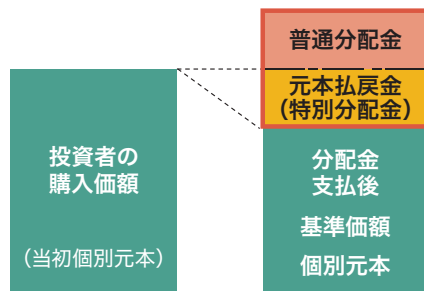 普通分配金
元本払戻金
（特別分配金）
投資者の
購入価額
（当初個別元本）
分配金
支払後
基準価額
個別元本